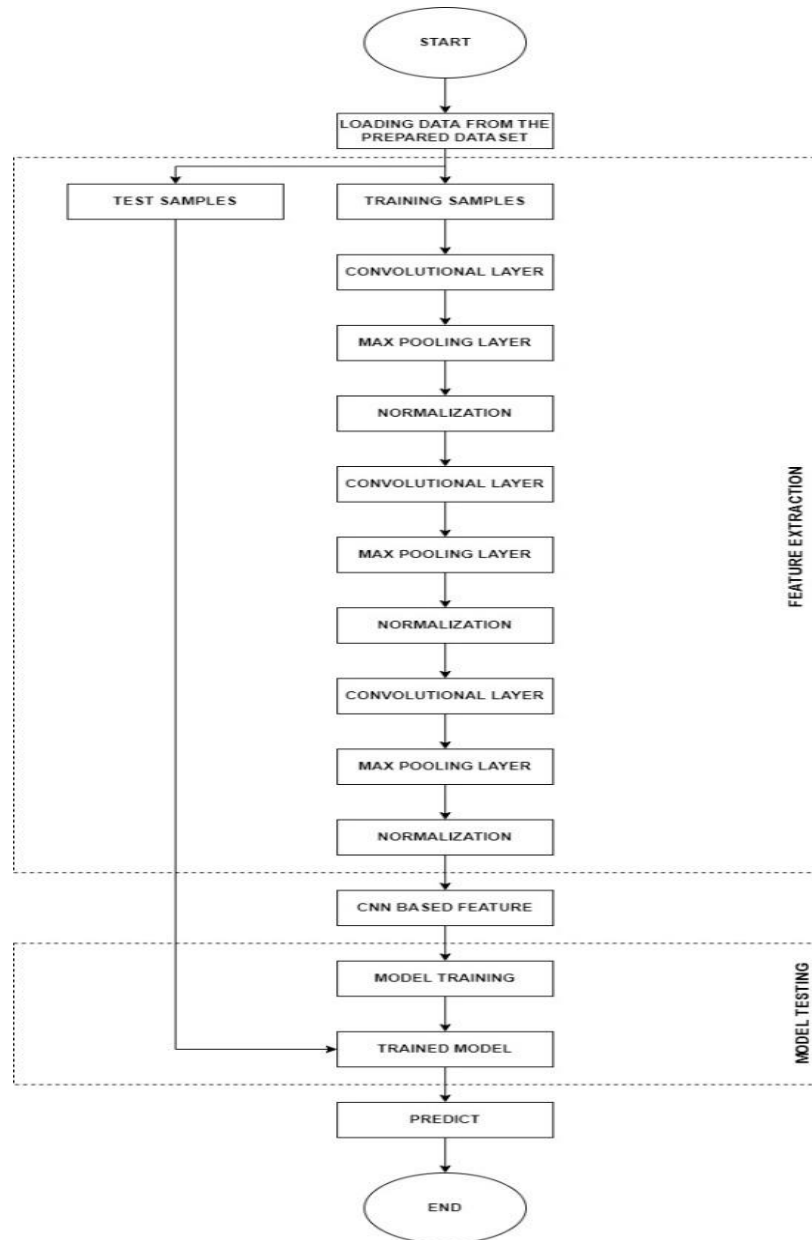 START
LOADING DATA FROM THE
PREPARED DATASET
TEST SAMPLES
TRAINING SAMPLES
CONVOLUTIONAL LAYER
MAX POOLING LAYER
NORMALIZATION
CONVOLUTIONAL LAYER
MAX POOLING LAYER
NORMALIZATION
CONVOLUTIONAL LAYER
MAX POOLING LAYER
NORMALIZATION
FEATURE EXTRACTION
CNN BASED FEATURE
MODEL TRAINING
TRAINED MODEL
MODEL TESTING
PREDICT
END